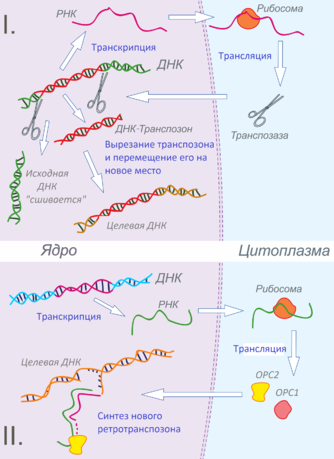 I.
РНК
Рибосома
Транскрипция
Трансляция
ДНК
ДНК-Транспозон
Транспозаза
Вырезание транспозона
и перемещение его на
новое место
Исходная
ДНК
"сшивается"
Целевая ДНК
Ядро
Цитоплазма
ДНК
Рибосома
РНК
Транскрипция
Трансляция
Целевая ДНК
ОРС2
ОРС1
Синтез нового
ретротранспозона
II.